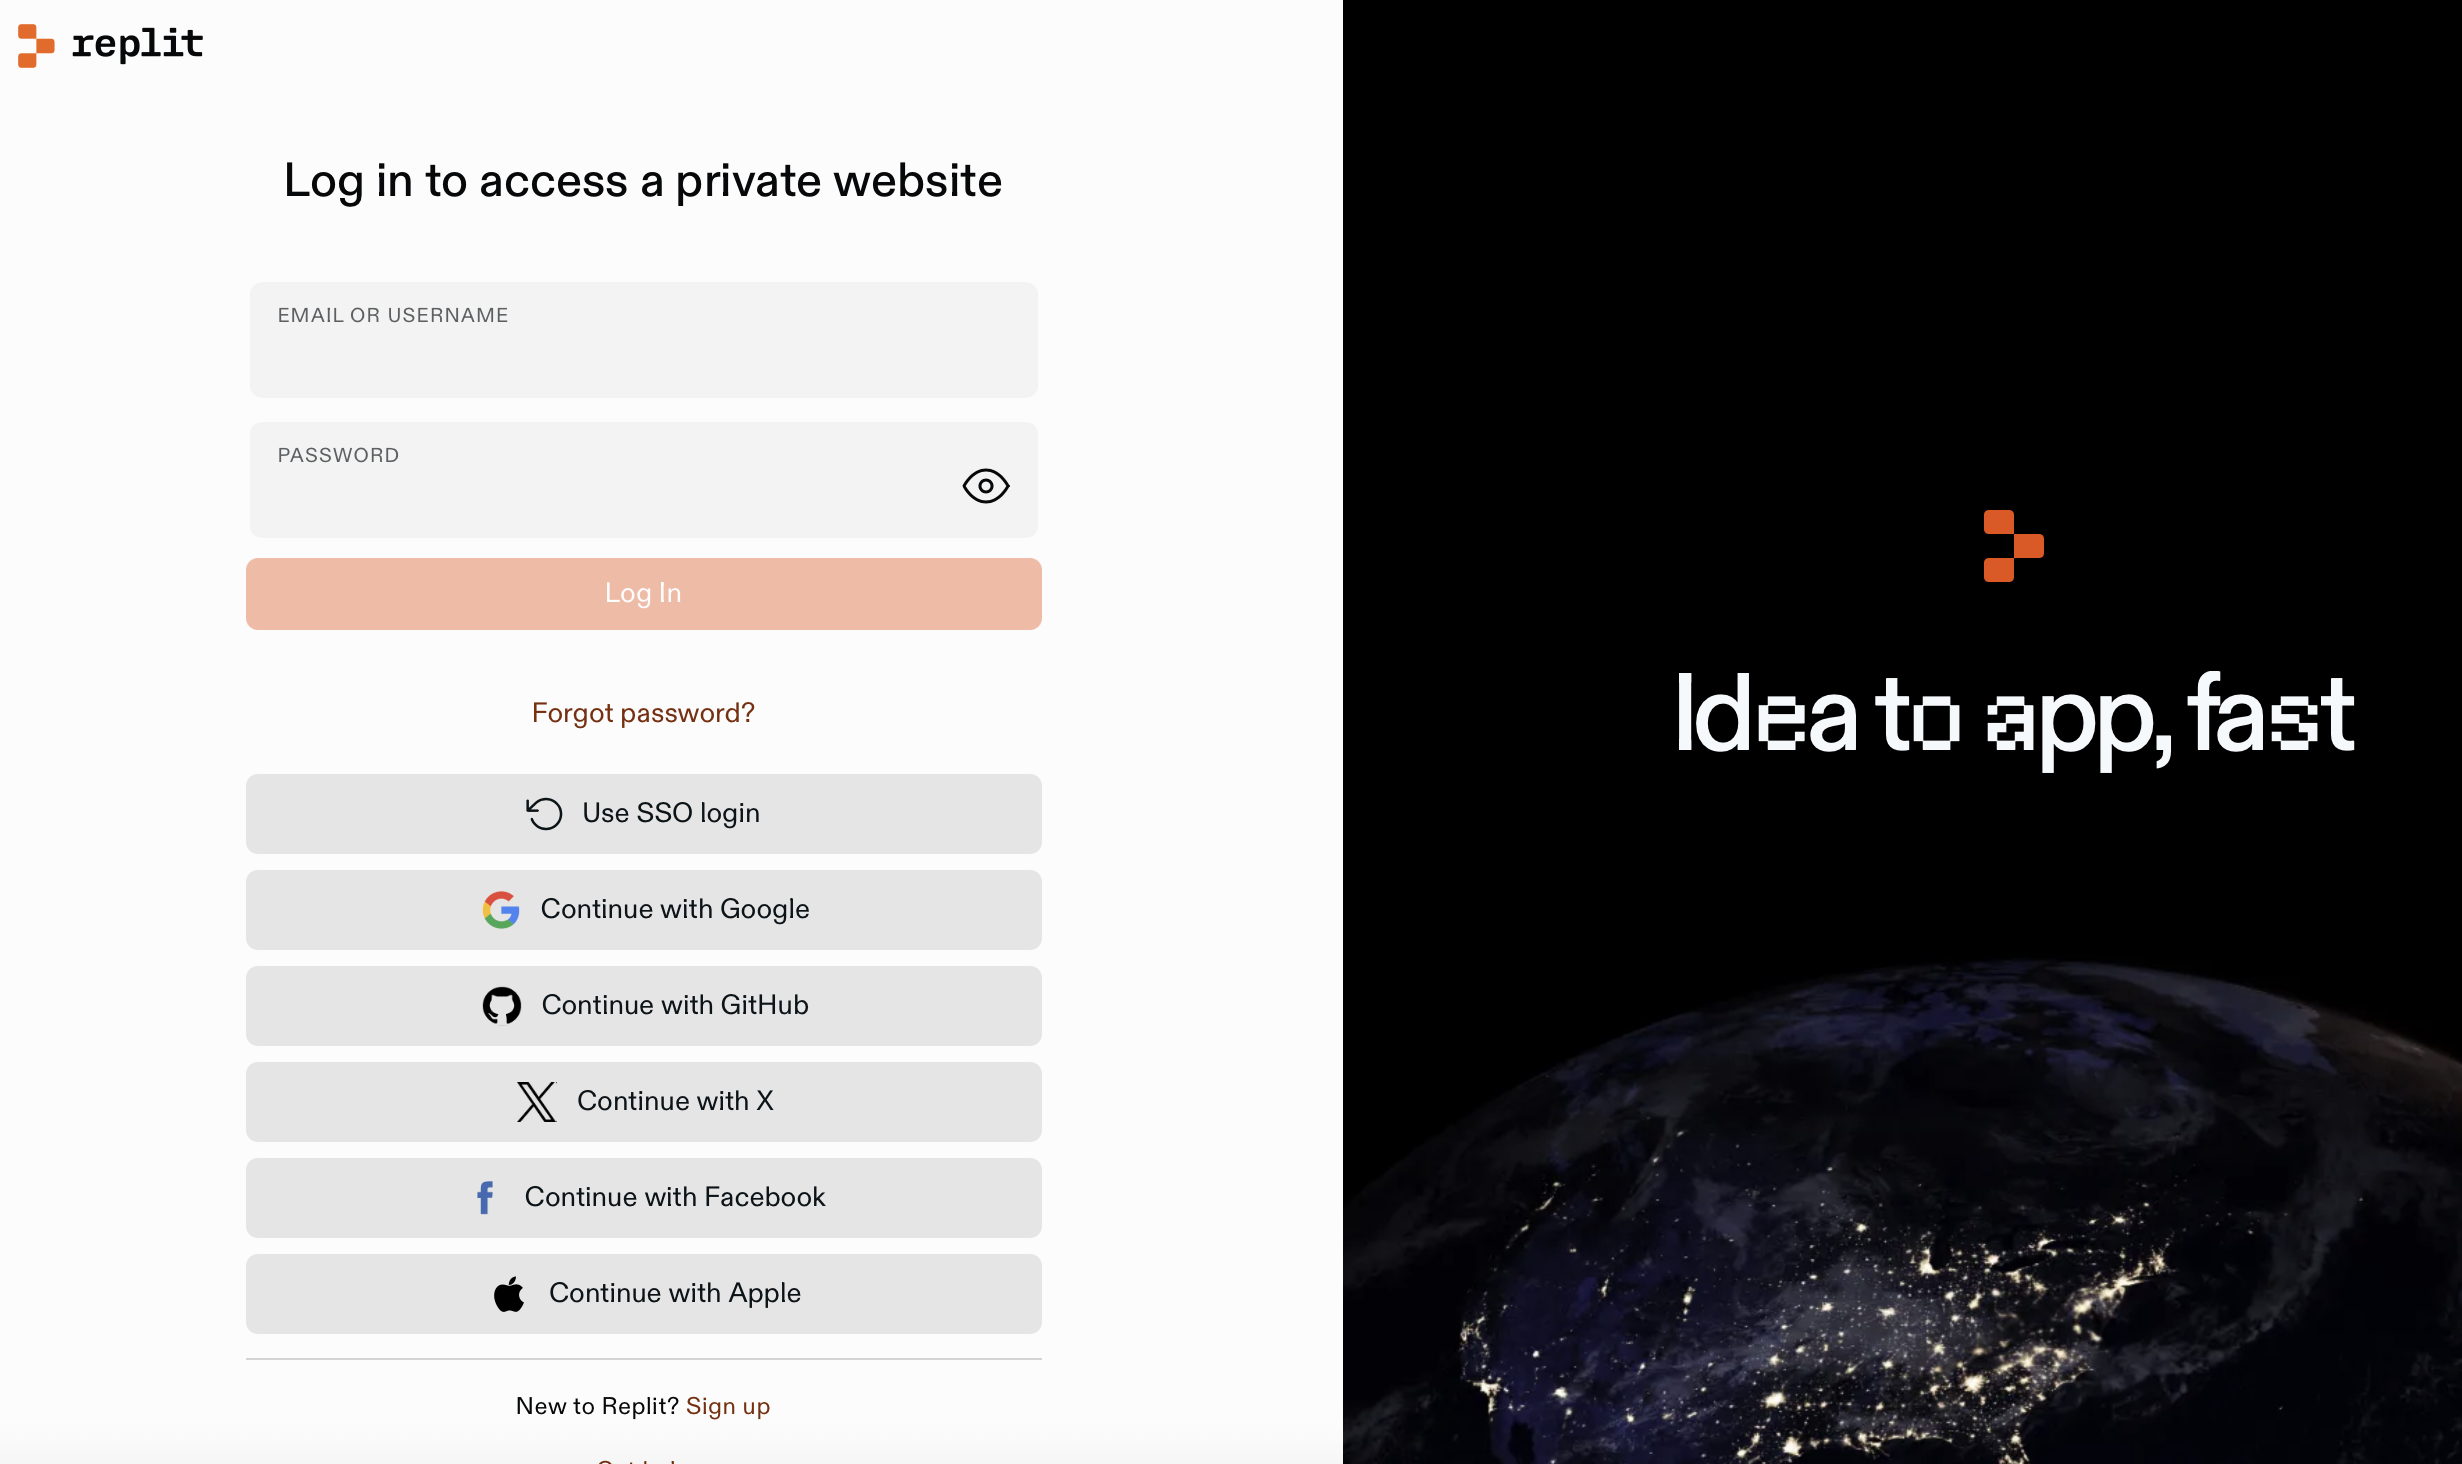 replit
Log in to access a private website
EMAIL OR USERNAME
PASSWORD
Log In
Forgot password?
Use SSO login
Continue with Google
Continue with GitHub
Continue with X
Continue with Facebook
Continue with Apple
New to Replit? Sign up
Idea to app, fast